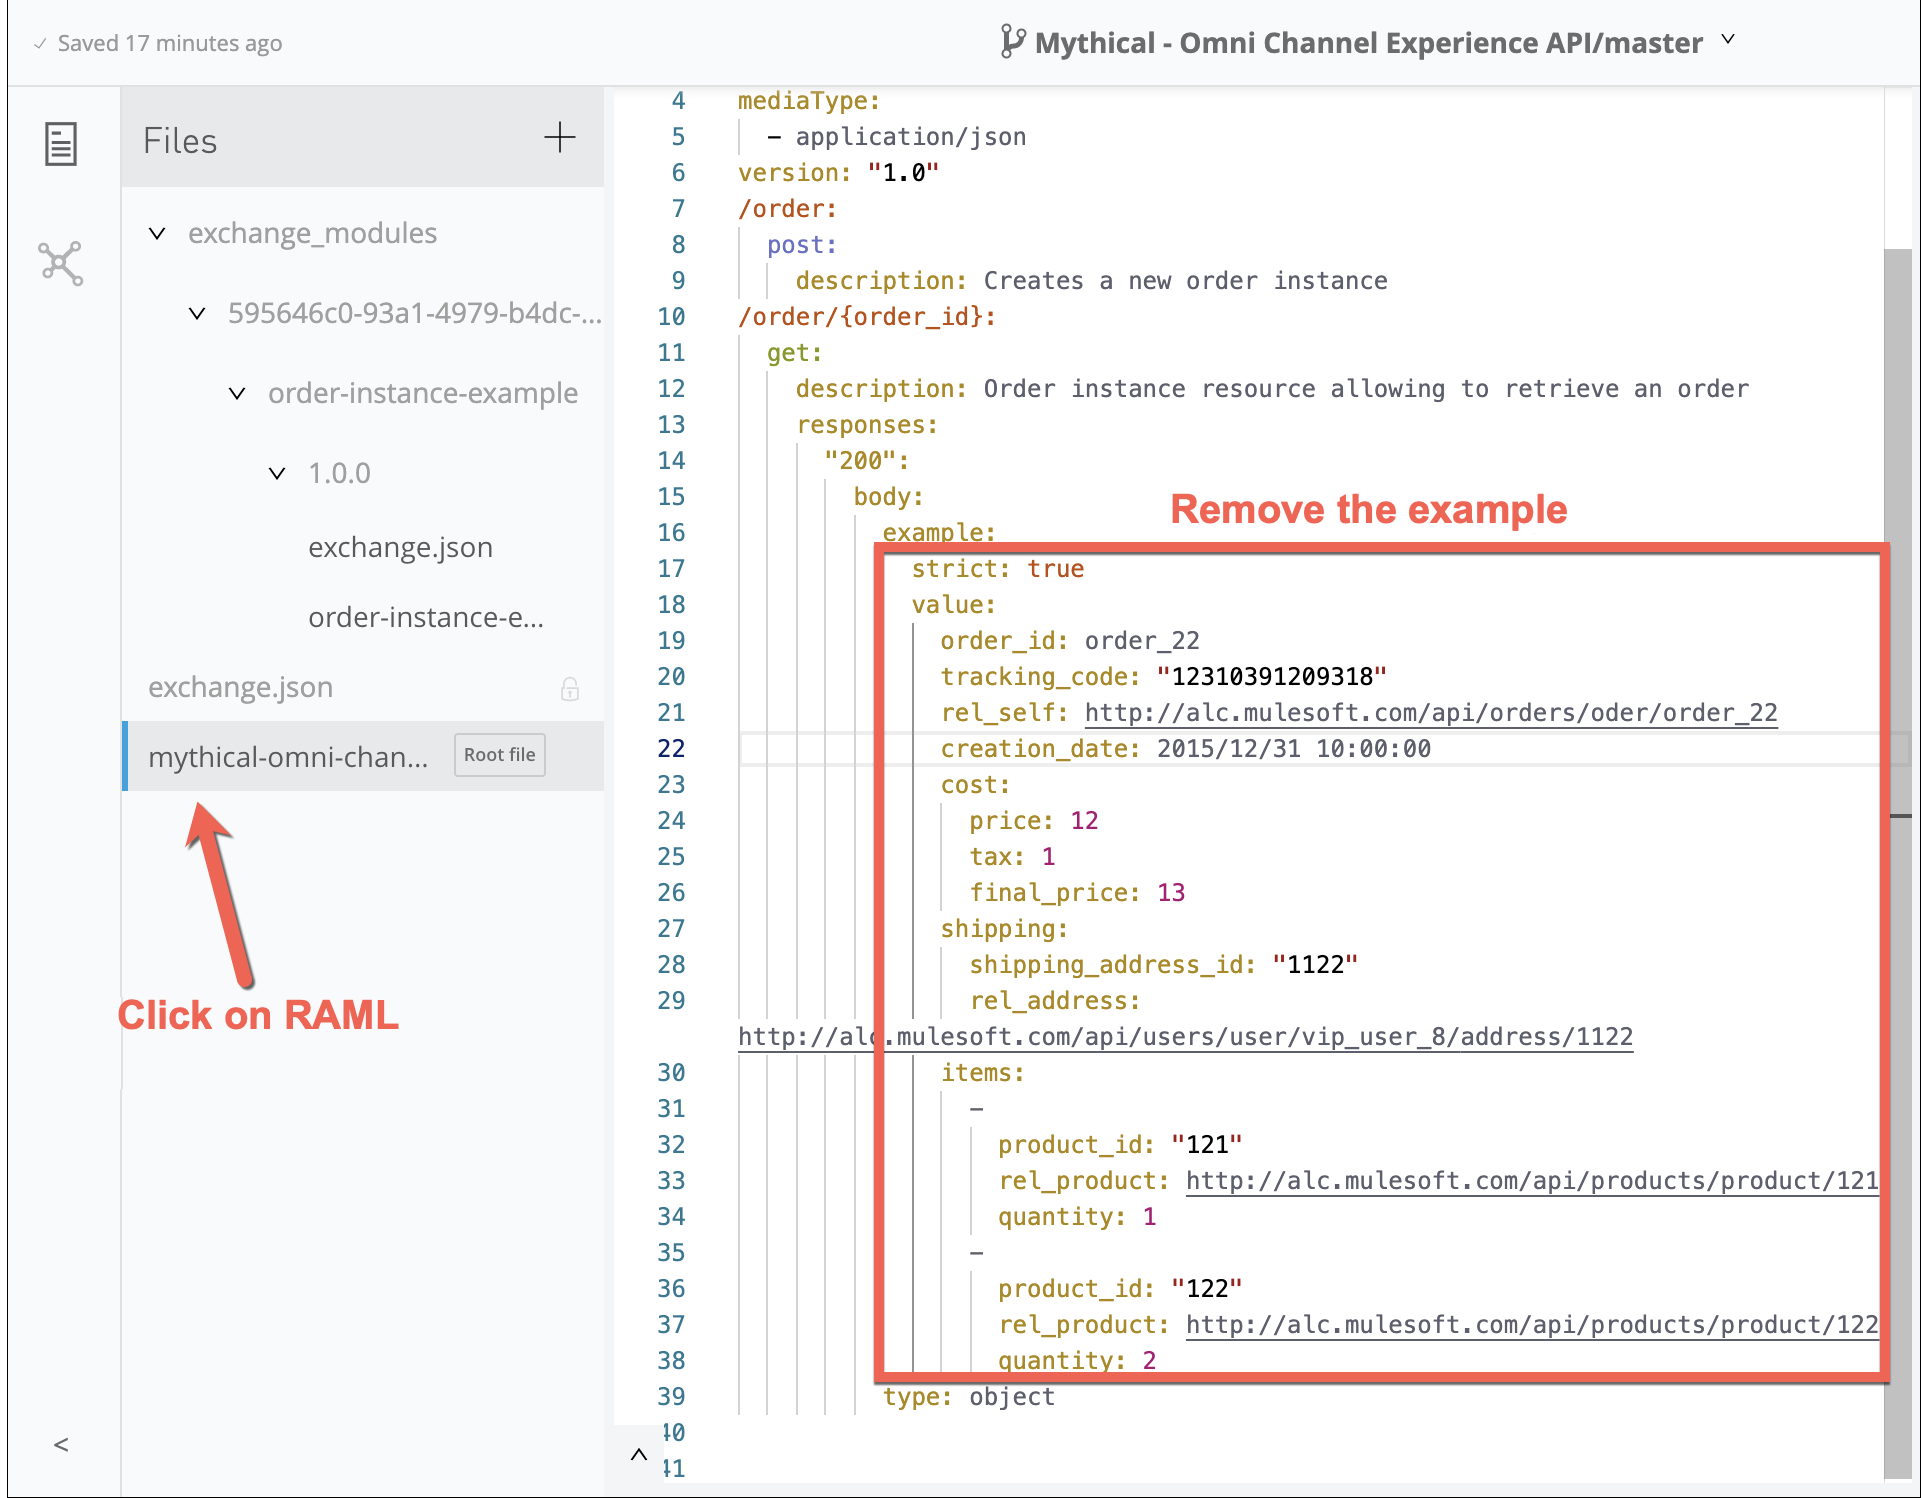 Saved 17 minutes ago
Mythical - Omni Channel Experience API/master
Files
exchange_modules
595646c0-93a1-4979-b4dc-...
order-instance-example
1.0.0
exchange.json
order-instance-e...
exchange.json
mythical-omni-chan... Root file
Click on RAML
4 mediaType:
5 - application/json
6 version: "1.0"
7 /order:
8 post:
9 description: Creates a new order instance
10 /order/{order_id}:
11 get:
12 description: Order instance resource allowing to retrieve an order
13 responses:
14 "200":
15 body:
Remove the example
16 example:
17 strict: true
18 value:
19 order_id: order_22
20 tracking_code: "12310391209318"
21 rel_self: http://alc.mulesoft.com/api/orders/oder/order_22
22 creation_date: 2015/12/31 10:00:00
23 cost:
24 price: 12
25 tax: 1
26 final_price: 13
27 shipping:
28 shipping_address_id: "1122"
29 rel_address:
http://alc.mulesoft.com/api/users/user/vip_user_8/address/1122
30 items:
31 -
32 product_id: "121"
33 rel_product: http://alc.mulesoft.com/api/products/product/121
34 quantity: 1
35 -
36 product_id: "122"
37 rel_product: http://alc.mulesoft.com/api/products/product/122
38 quantity: 2
39 type: object
40
41